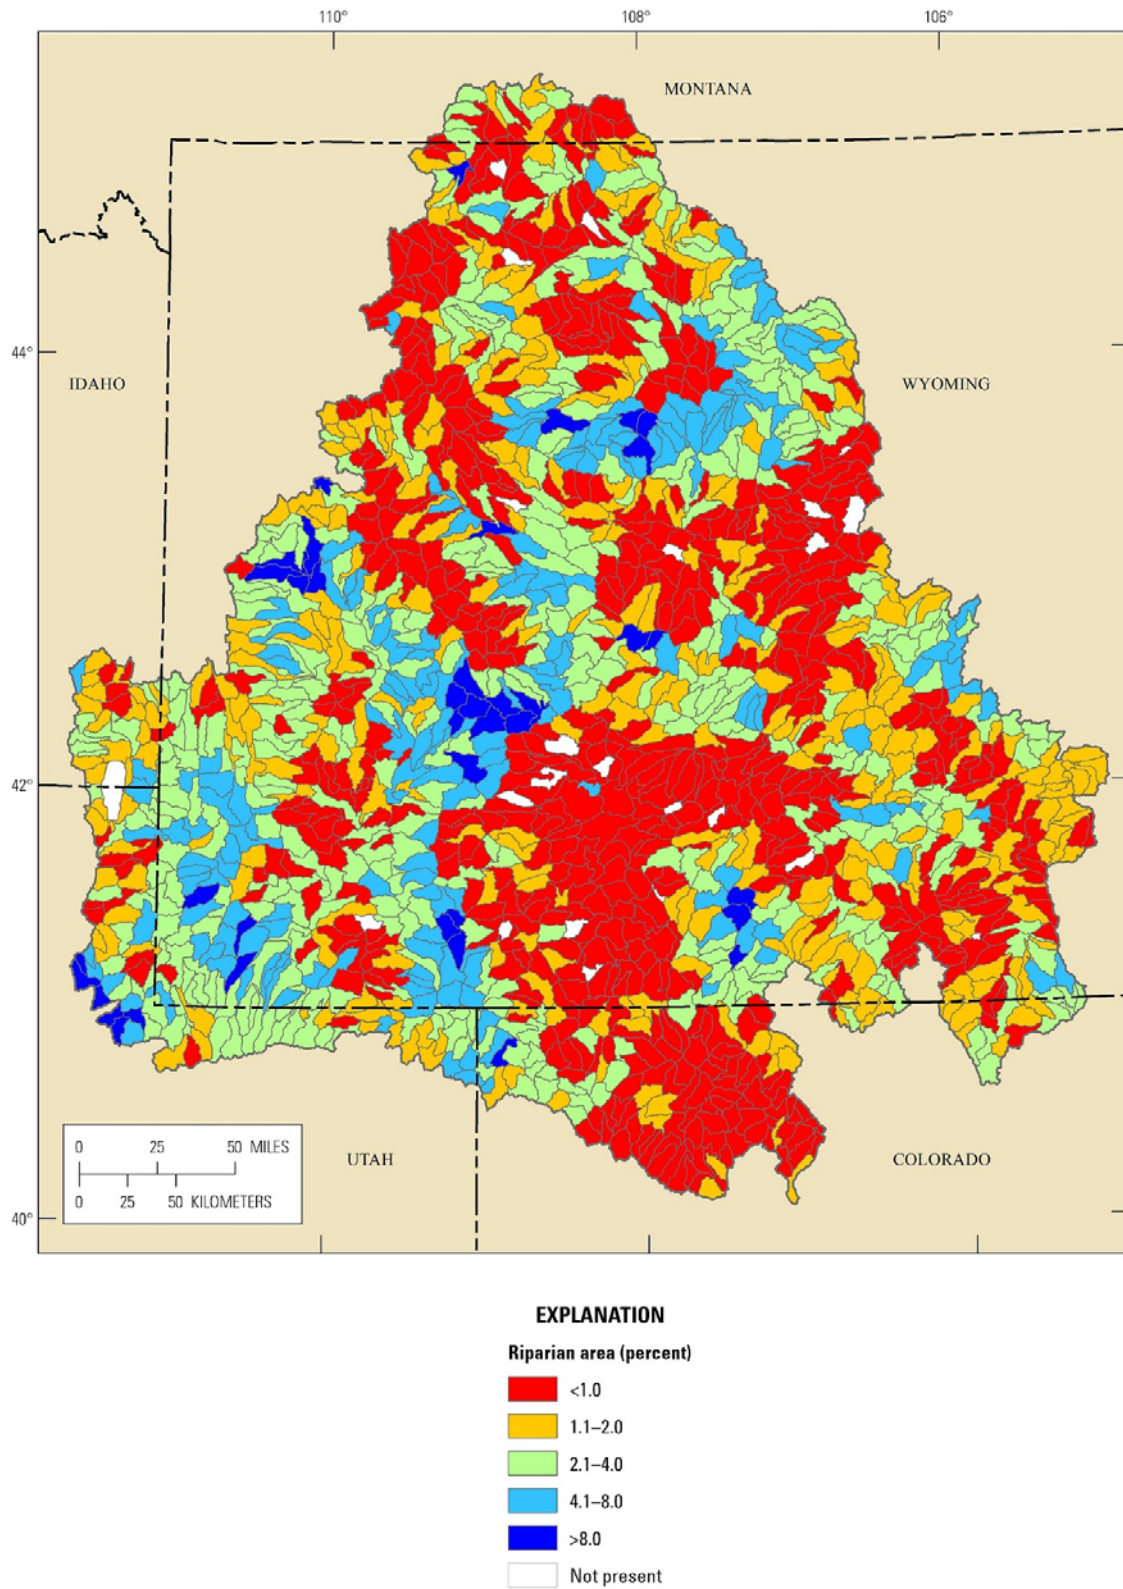 110° 108° 106°
MONTANA
44°
IDAHO WYOMING
42°
0 25 50 MILES
0 25 50 KILOMETERS
UTAH COLORADO
40°
EXPLANATION
Riparian area (percent)
<1.0
1.1–2.0
2.1–4.0
4.1–8.0
>8.0
Not present